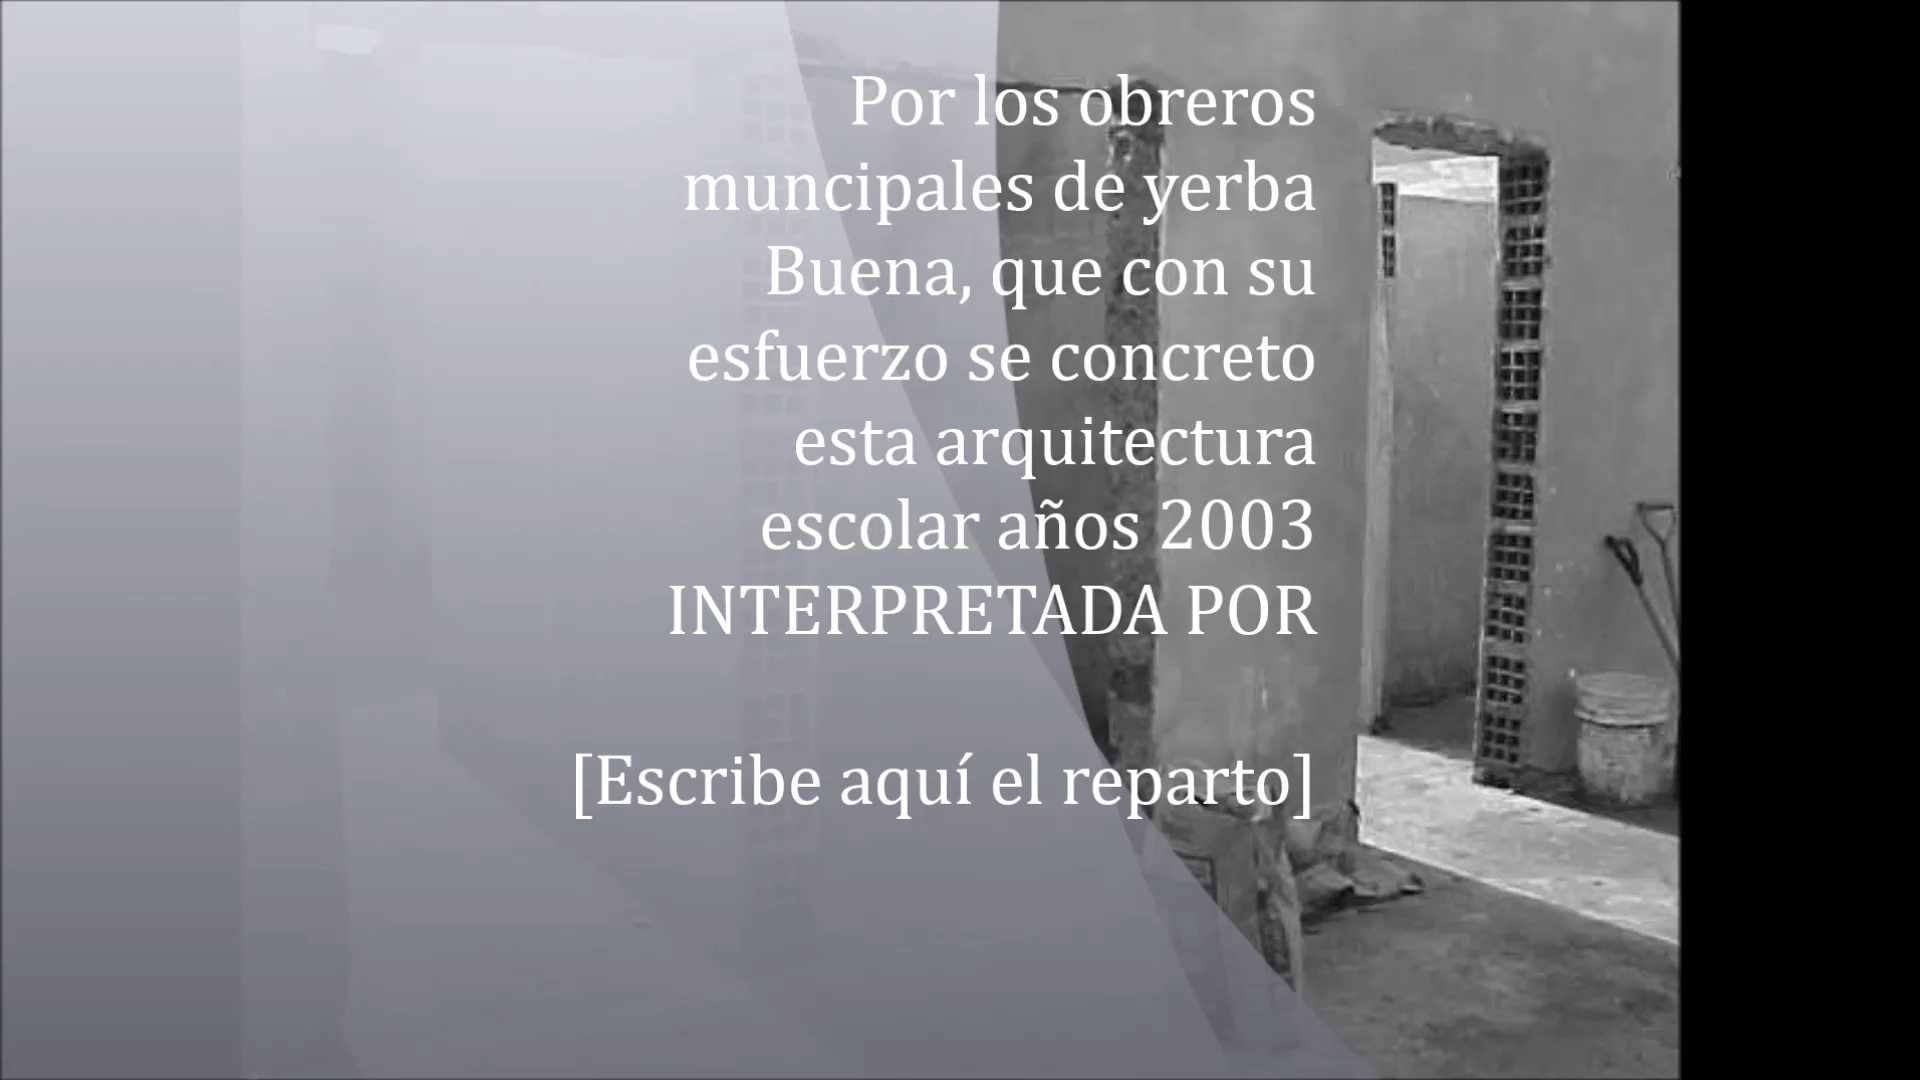 Por los obreros
muncipales de yerba
Buena, que con su
esfuerzo se concreto
esta arquitectura
escolar años 2003
INTERPRETADA POR
[Escribe aquí el reparto]